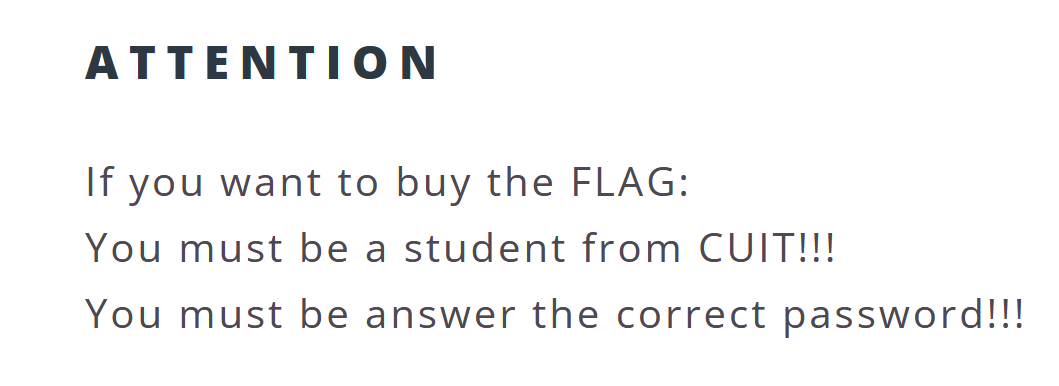 ATTENTION
If you want to buy the FLAG:
You must be a student from CUIT!!!
You must be answer the correct password!!!